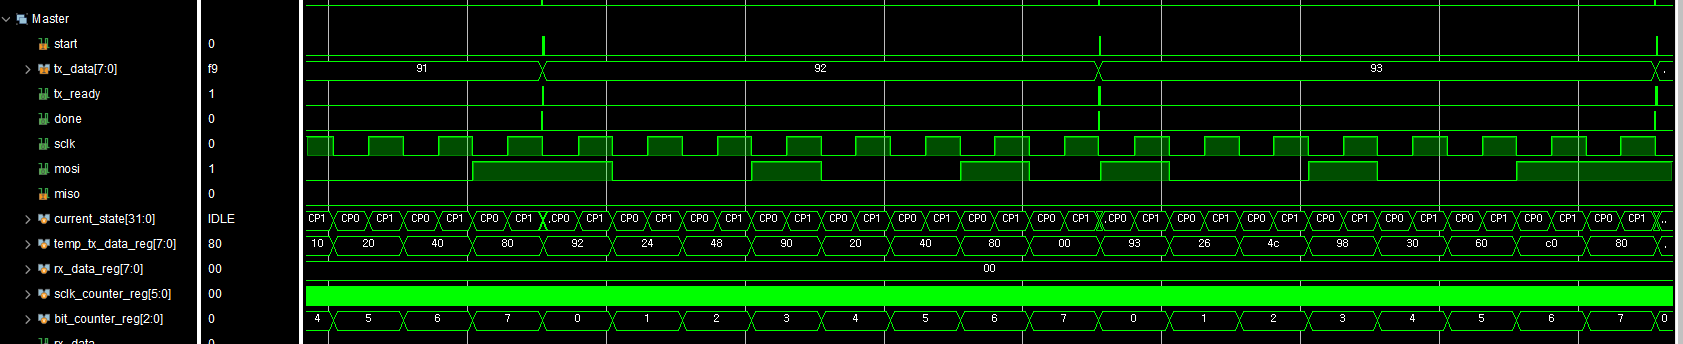 Master
start 0
tx_data[7:0] f9 91 92 93
tx_ready 1
done 0
sclk 0
mosi 1
miso 0
current_state[31:0] IDLE CP1 CP0 CP1 CP0 CP1 CP0 CP1 CP0 CP1 CP0 CP1 CP0 CP1 CP0 CP1 CP0 CP1 CP0 CP1 CP0 CP1 CP0 CP1 CP0 CP1 CP0 CP1 CP0 CP1 CP0 CP1 CP0 CP1 CP0 CP1 CP0 CP1 CP0 CP1
temp_tx_data_reg[7:0] 80 10 20 40 80 92 24 48 90 20 40 80 00 93 26 4c 98 30 60 c0 80
rx_data_reg[7:0] 00 00
sclk_counter_reg[5:0] 00
bit_counter_reg[2:0] 0 4 5 6 7 0 1 2 3 4 5 6 7 0 1 2 3 4 5 6 7 0